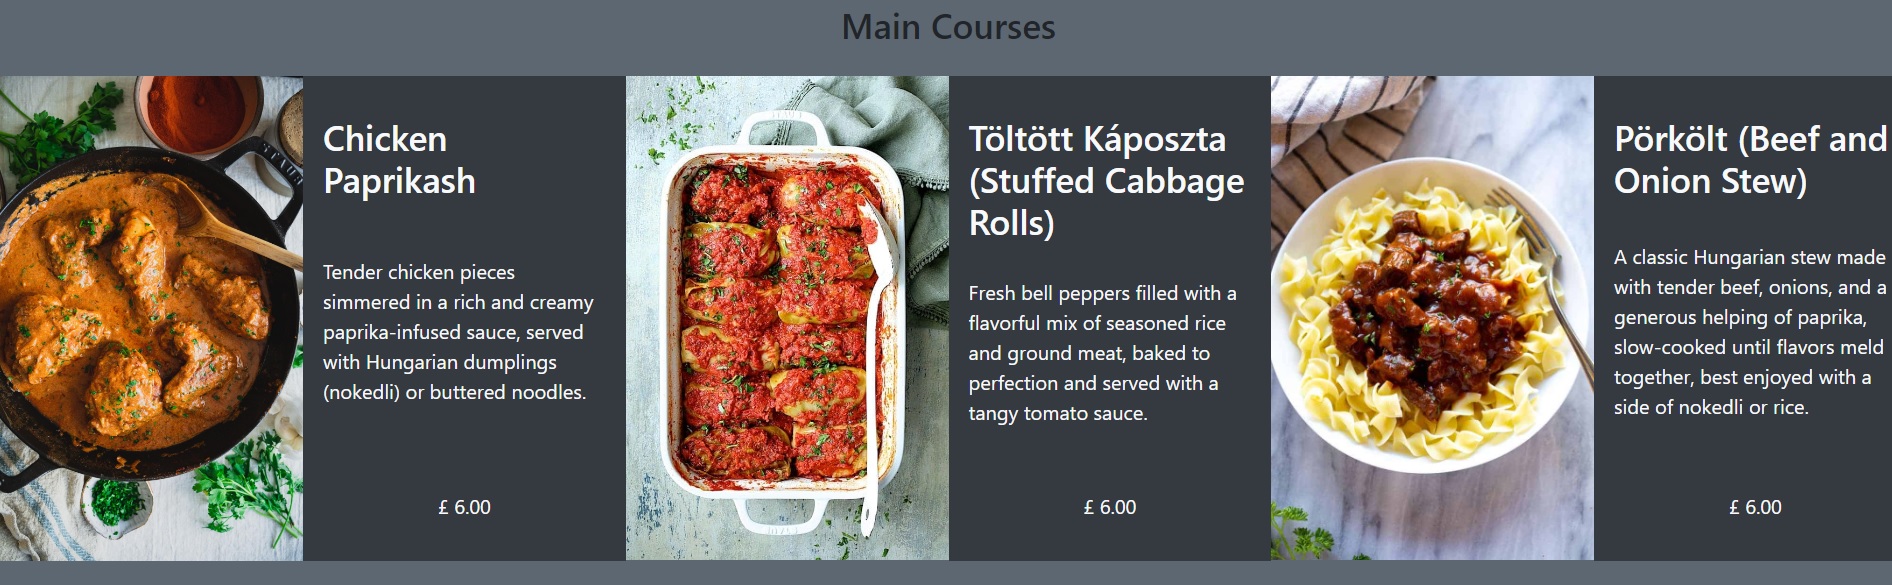 Main Courses
Chicken
Paprikash
Tender chicken pieces
simmered in a rich and creamy
paprika-infused sauce, served
with Hungarian dumplings
(nokedli) or buttered noodles.
£ 6.00
Töltött Káposzta
(Stuffed Cabbage
Rolls)
Fresh bell peppers filled with a
flavorful mix of seasoned rice
and ground meat, baked to
perfection and served with a
tangy tomato sauce.
£ 6.00
Pörkölt (Beef and
Onion Stew)
A classic Hungarian stew made
with tender beef, onions, and a
generous helping of paprika,
slow-cooked until flavors meld
together, best enjoyed with a
side of nokedli or rice.
£ 6.00